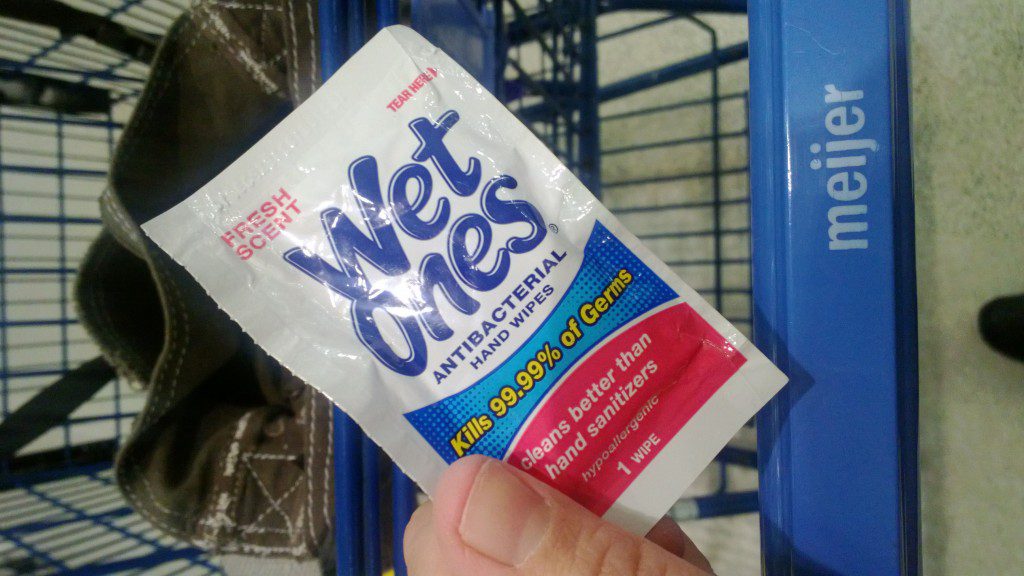 TEAR HERE
FRESH
SCENT
Wet
Ones®
ANTIBACTERIAL
HAND WIPES
Kills 99.99% of Germs
cleans better than
hand sanitizers
hypoallergenic
1 WIPE
meijer